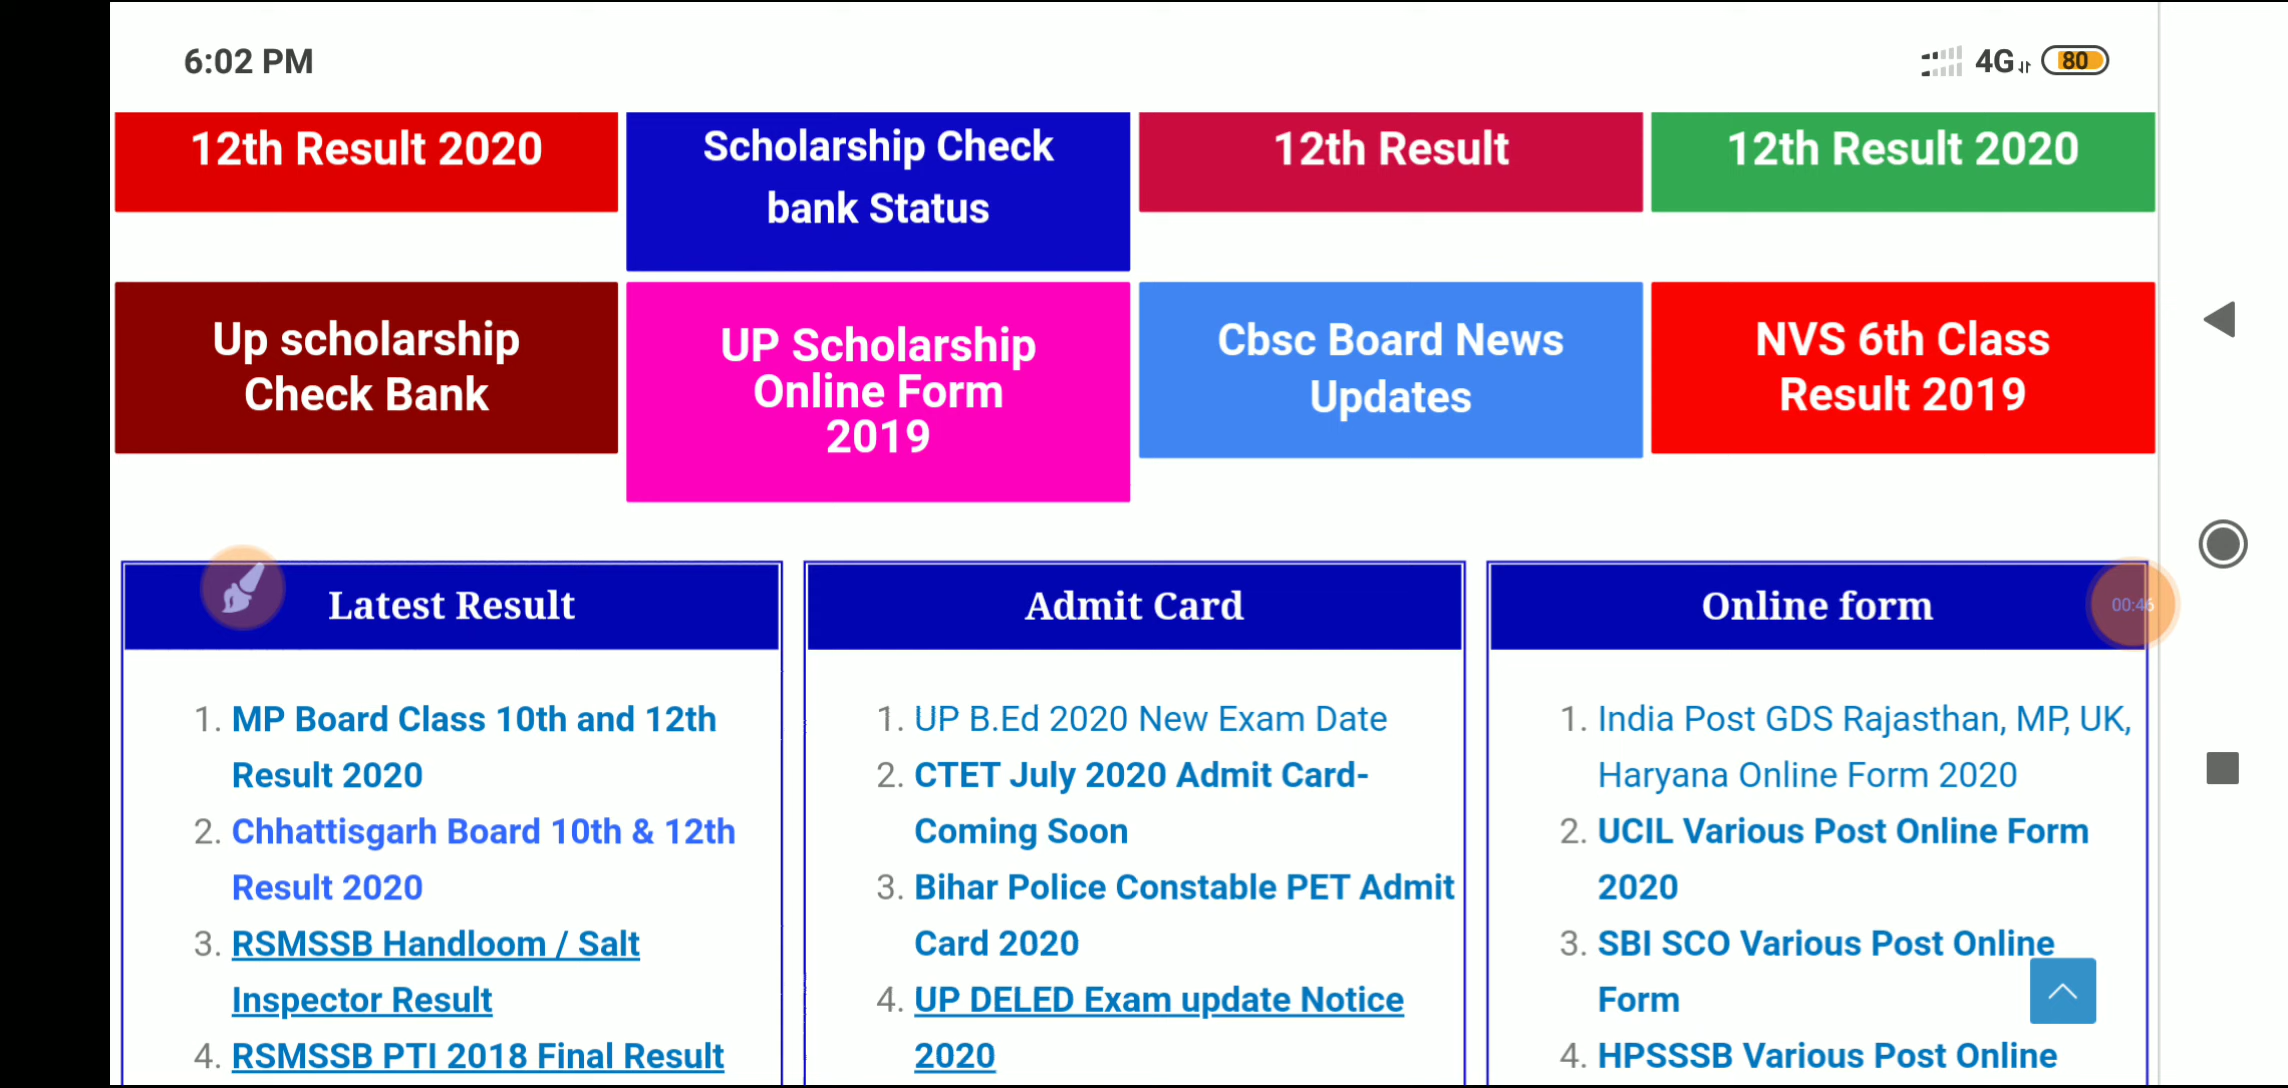 6:02 PM
4G
80
12th Result 2020
Scholarship Check
bank Status
12th Result
12th Result 2020
Up scholarship
Check Bank
UP Scholarship
Online Form
2019
Cbsc Board News
Updates
NVS 6th Class
Result 2019
Latest Result
1. MP Board Class 10th and 12th
Result 2020
2. Chhattisgarh Board 10th & 12th
Result 2020
3. RSMSSB Handloom / Salt
Inspector Result
4. RSMSSB PTI 2018 Final Result
Admit Card
1. UP B.Ed 2020 New Exam Date
2. CTET July 2020 Admit Card-
Coming Soon
3. Bihar Police Constable PET Admit
Card 2020
4. UP DELED Exam update Notice
2020
Online form
00:46
1. India Post GDS Rajasthan, MP, UK,
Haryana Online Form 2020
2. UCIL Various Post Online Form
2020
3. SBI SCO Various Post Online
Form
4. HPSSSB Various Post Online